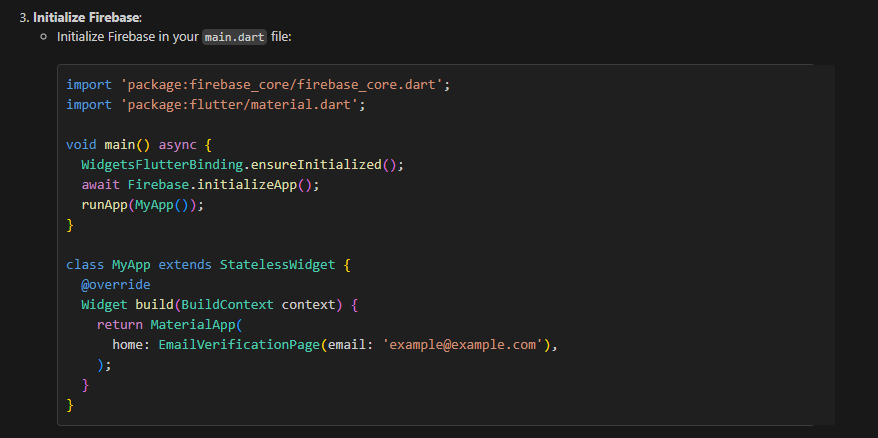 3. Initialize Firebase:
○ Initialize Firebase in your main.dart file:
import 'package:firebase_core/firebase_core.dart';
import 'package:flutter/material.dart';
void main() async {
  WidgetsFlutterBinding.ensureInitialized();
  await Firebase.initializeApp();
  runApp(MyApp());
}
class MyApp extends StatelessWidget {
  @override
  Widget build(BuildContext context) {
    return MaterialApp(
      home: EmailVerificationPage(email: 'example@example.com'),
    );
  }
}